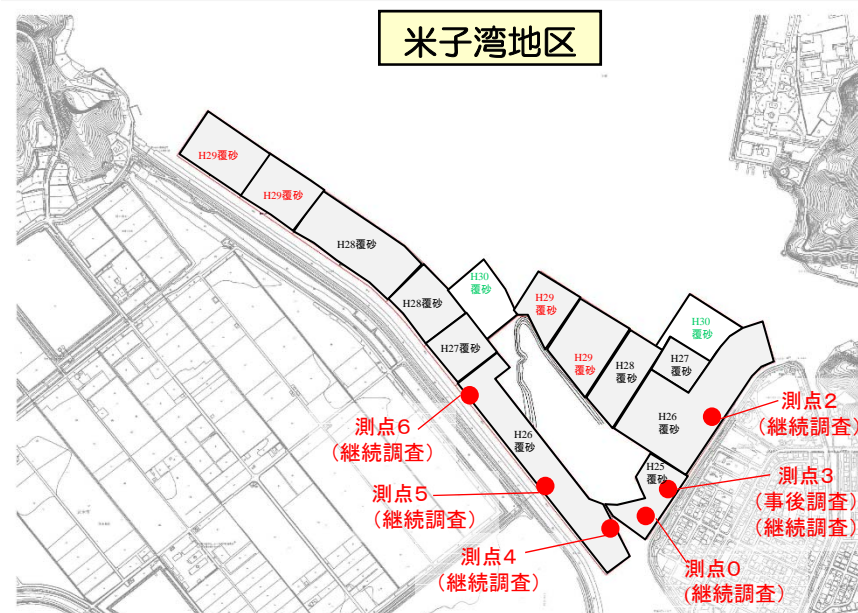 米子湾地区
H29覆砂
H29覆砂
H28覆砂
H28覆砂
H27覆砂
H30
覆砂
H29
覆砂
H29
覆砂
H28
覆砂
H30
覆砂
H27
覆砂
H26
覆砂
H26
覆砂
H25
覆砂
測点2
(継続調査)
測点6
(継続調査)
測点5
(継続調査)
測点3
(事後調査)
(継続調査)
測点4
(継続調査)
測点0
(継続調査)